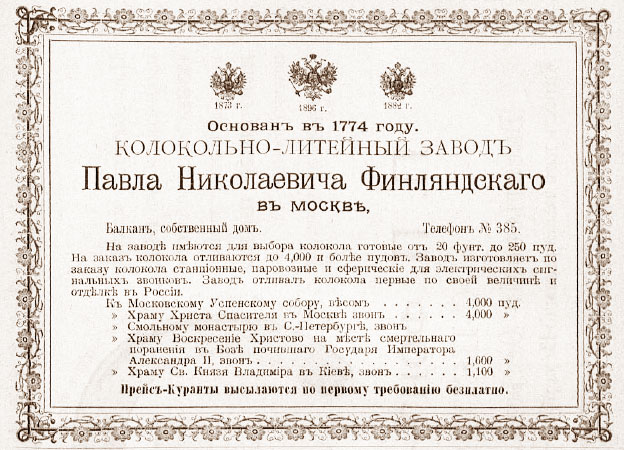 1873 г. 1896 г. 1882 г.
Основанъ въ 1774 году.
КОЛОКОЛЬНО-ЛИТЕЙНЫЙ ЗАВОДЪ
Павла Николаевича Финляндскаго
ВЪ МОСКВѢ,
Балканъ, собственный домъ. Телефонъ № 385.
На заводѣ имѣются для выбора колокола готовые отъ 20 фунт. до 250 пуд.
На заказъ колокола отливаются до 4,000 и болѣе пудовъ. Заводъ изготовляетъ по
заказу колокола станціонные, паровозные и сферическіе для электрическихъ сиг-
нальныхъ звонковъ. Заводъ отливалъ колокола первые по своей величинѣ и
отдѣлкѣ въ Россіи.
Къ Московскому Успенскому собору, вѣсомъ . . . . . . . 4,000 пуд.
» Храму Христа Спасителя въ Москвѣ звонъ . . . . . . 4,000 »
» Смольному монастырю въ С.-Петербургѣ, звонъ
» Храму Воскресеніе Христово на мѣстѣ смертельнаго
пораненія въ Бозѣ почившаго Государя Императора
Александра II, звонъ . . . . . . . . . . . . . . 1,600 »
» Храму Св. Князя Владиміра въ Кіевѣ, звонъ . . . . . 1,100 »
Прейсъ-Куранты высылаются по первому требованію безплатно.